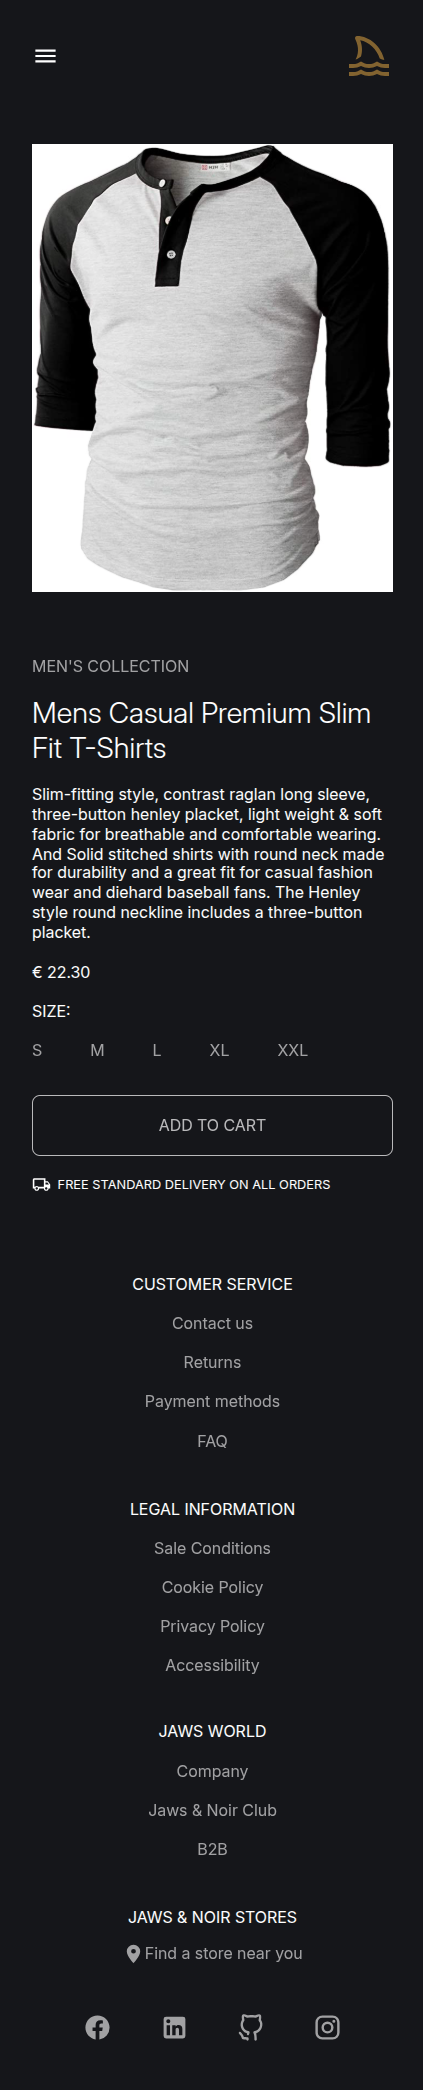 MEN'S COLLECTION
Mens Casual Premium Slim
Fit T-Shirts
Slim-fitting style, contrast raglan long sleeve,
three-button henley placket, light weight & soft
fabric for breathable and comfortable wearing.
And Solid stitched shirts with round neck made
for durability and a great fit for casual fashion
wear and diehard baseball fans. The Henley
style round neckline includes a three-button
placket.
€ 22.30
SIZE:
S M L XL XXL
ADD TO CART
FREE STANDARD DELIVERY ON ALL ORDERS
CUSTOMER SERVICE
Contact us
Returns
Payment methods
FAQ
LEGAL INFORMATION
Sale Conditions
Cookie Policy
Privacy Policy
Accessibility
JAWS WORLD
Company
Jaws & Noir Club
B2B
JAWS & NOIR STORES
Find a store near you